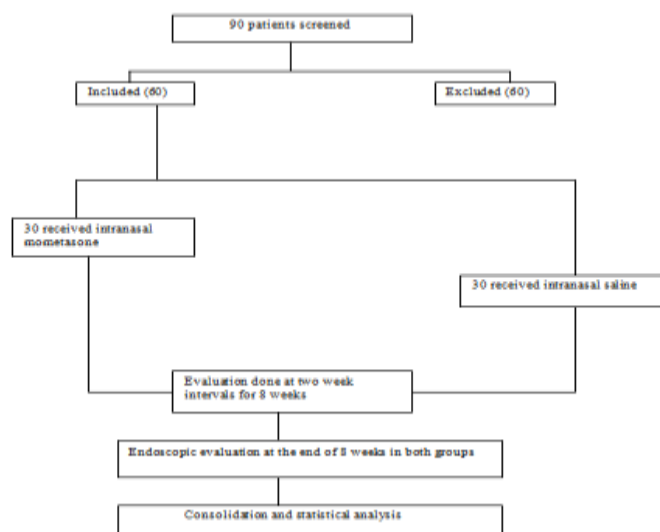 90 patients screened
Included (60)
Excluded (60)
30 received intranasal
mometasone
30 received intranasal saline
Evaluation done at two week
intervals for 8 weeks
Endoscopic evaluation at the end of 8 weeks in both groups
Consolidation and statistical analysis